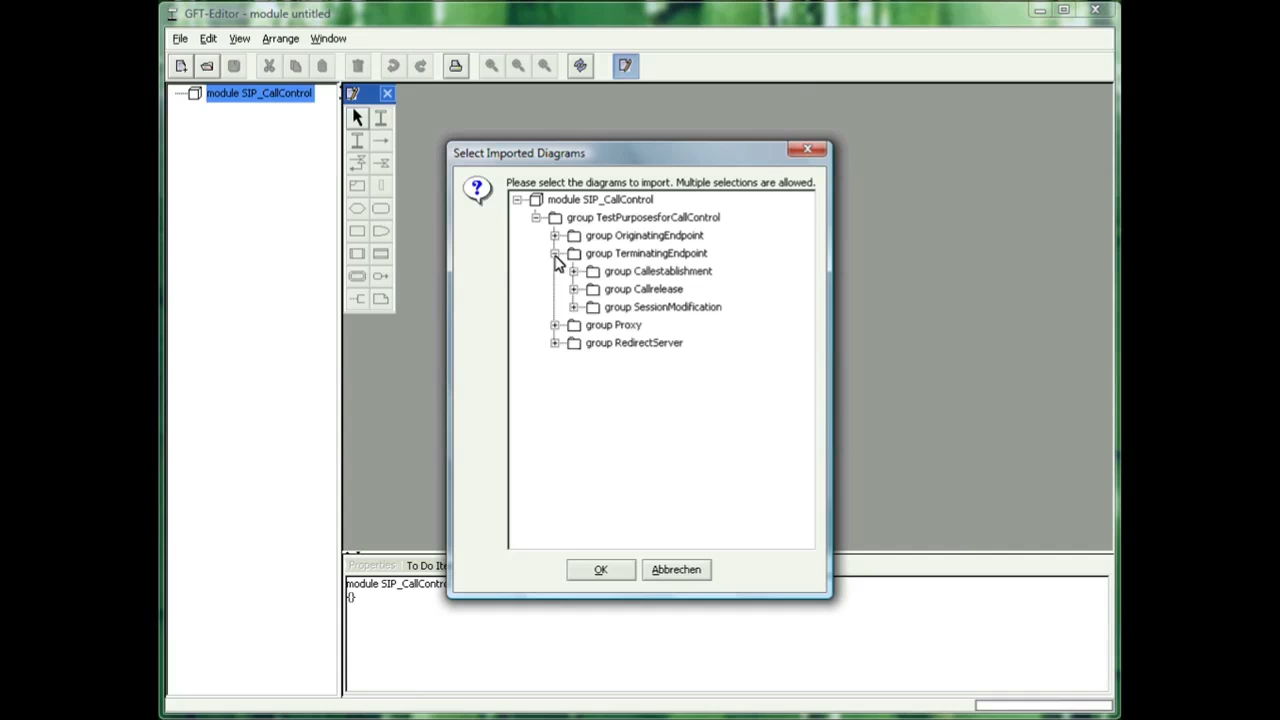 GFT-Editor - module untitled
File Edit View Arrange Window
module SIP_CallControl
Select Imported Diagrams
Please select the diagrams to import. Multiple selections are allowed.
module SIP_CallControl
group TestPurposesforCallControl
group OriginatingEndpoint
group TerminatingEndpoint
group Callestablishment
group Callrelease
group SessionModification
group Proxy
group RedirectServer
OK Abbrechen
Properties To Do Ite
module SIP_CallContro
{}